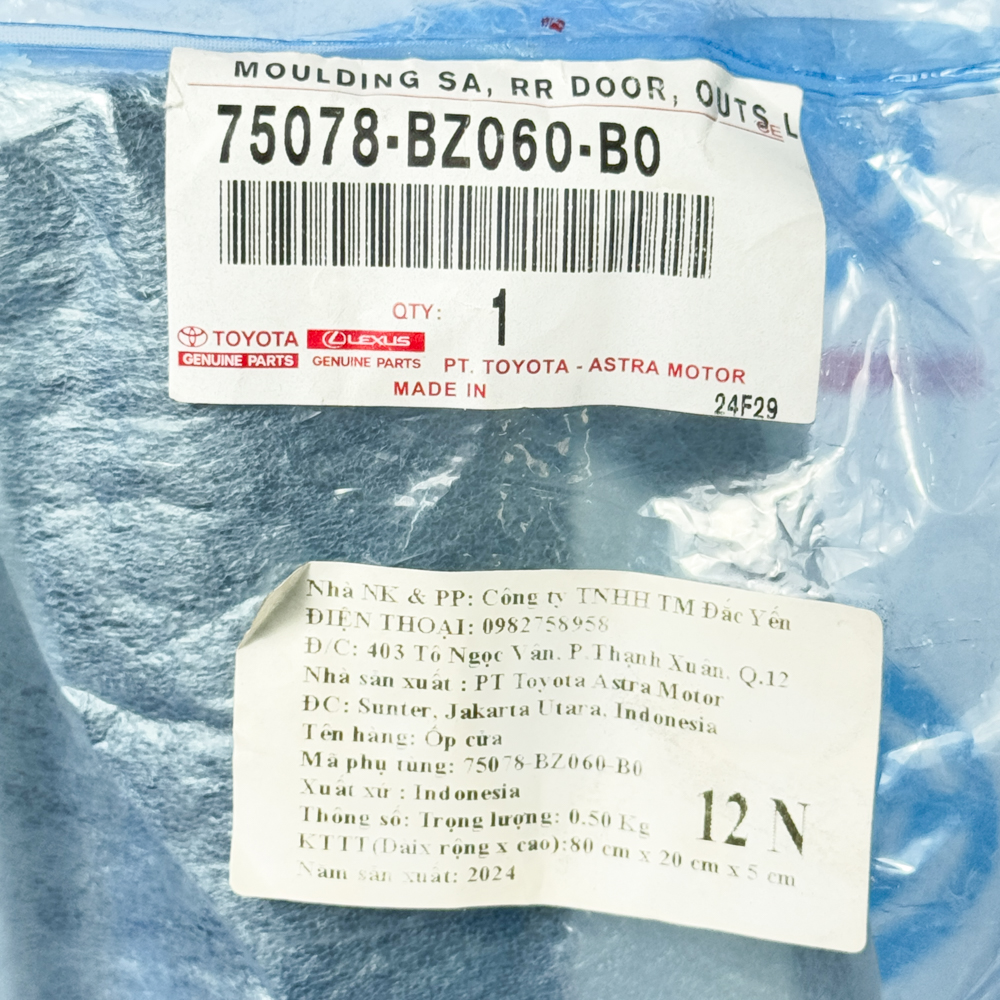 MOULDING SA, RR DOOR, OUTS L
75078-BZ060-B0
QTY: 1
TOYOTA LEXUS
GENUINE PARTS GENUINE PARTS PT. TOYOTA - ASTRA MOTOR
MADE IN
24F29
Nhà NK & PP: Công ty TNHH TM Đắc Yến
ĐIỆN THOẠI: 0982758958
Đ/C: 403 Tô Ngọc Vân. P.Thạnh Xuân, Q.12
Nhà sản xuất : PT Toyota Astra Motor
ĐC: Sunter, Jakarta Utara, Indonesia
Tên hàng: Ốp cửa
Mã phụ tùng: 75078-BZ060-B0
Xuất xứ : Indonesia
Thông số: Trọng lượng: 0.50 Kg
12 N
KTTT(Dàix rộng x cao):80 cm x 20 cm x 5 cm
Năm sản xuất: 2024